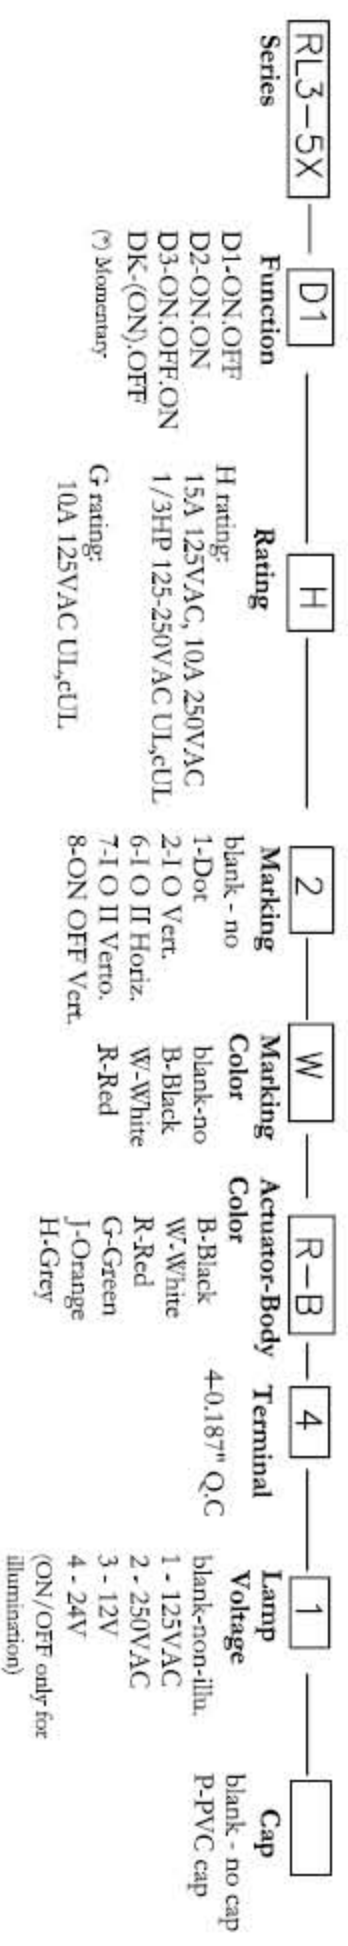 RL3-5X
D1
H
2
W
R-B
4
1
Series
Function
D1-ON.OFF
D2-ON.ON
D3-ON.OFF.ON
DK-(ON).OFF
(*) Momentary
Rating
H rating:
15A 125VAC, 10A 250VAC
1/3HP 125-250VAC UL,cUL
G rating:
10A 125VAC UL,cUL
Marking
blank - no
1-Dot
2-I O Vert.
6-I O II Horiz.
7-I O II Verto.
8-ON OFF Vert.
Marking
Color
blank-no
B-Black
W-White
R-Red
Actuator-Body
Color
B-Black
W-White
R-Red
G-Green
J-Orange
H-Grey
Terminal
4-0.187" Q.C
Lamp
Voltage
blank-non-illu.
1 - 125VAC
2 - 250VAC
3 - 12V
4 - 24V
(ON/OFF only for
illumination)
Cap
blank - no cap
P-PVC cap